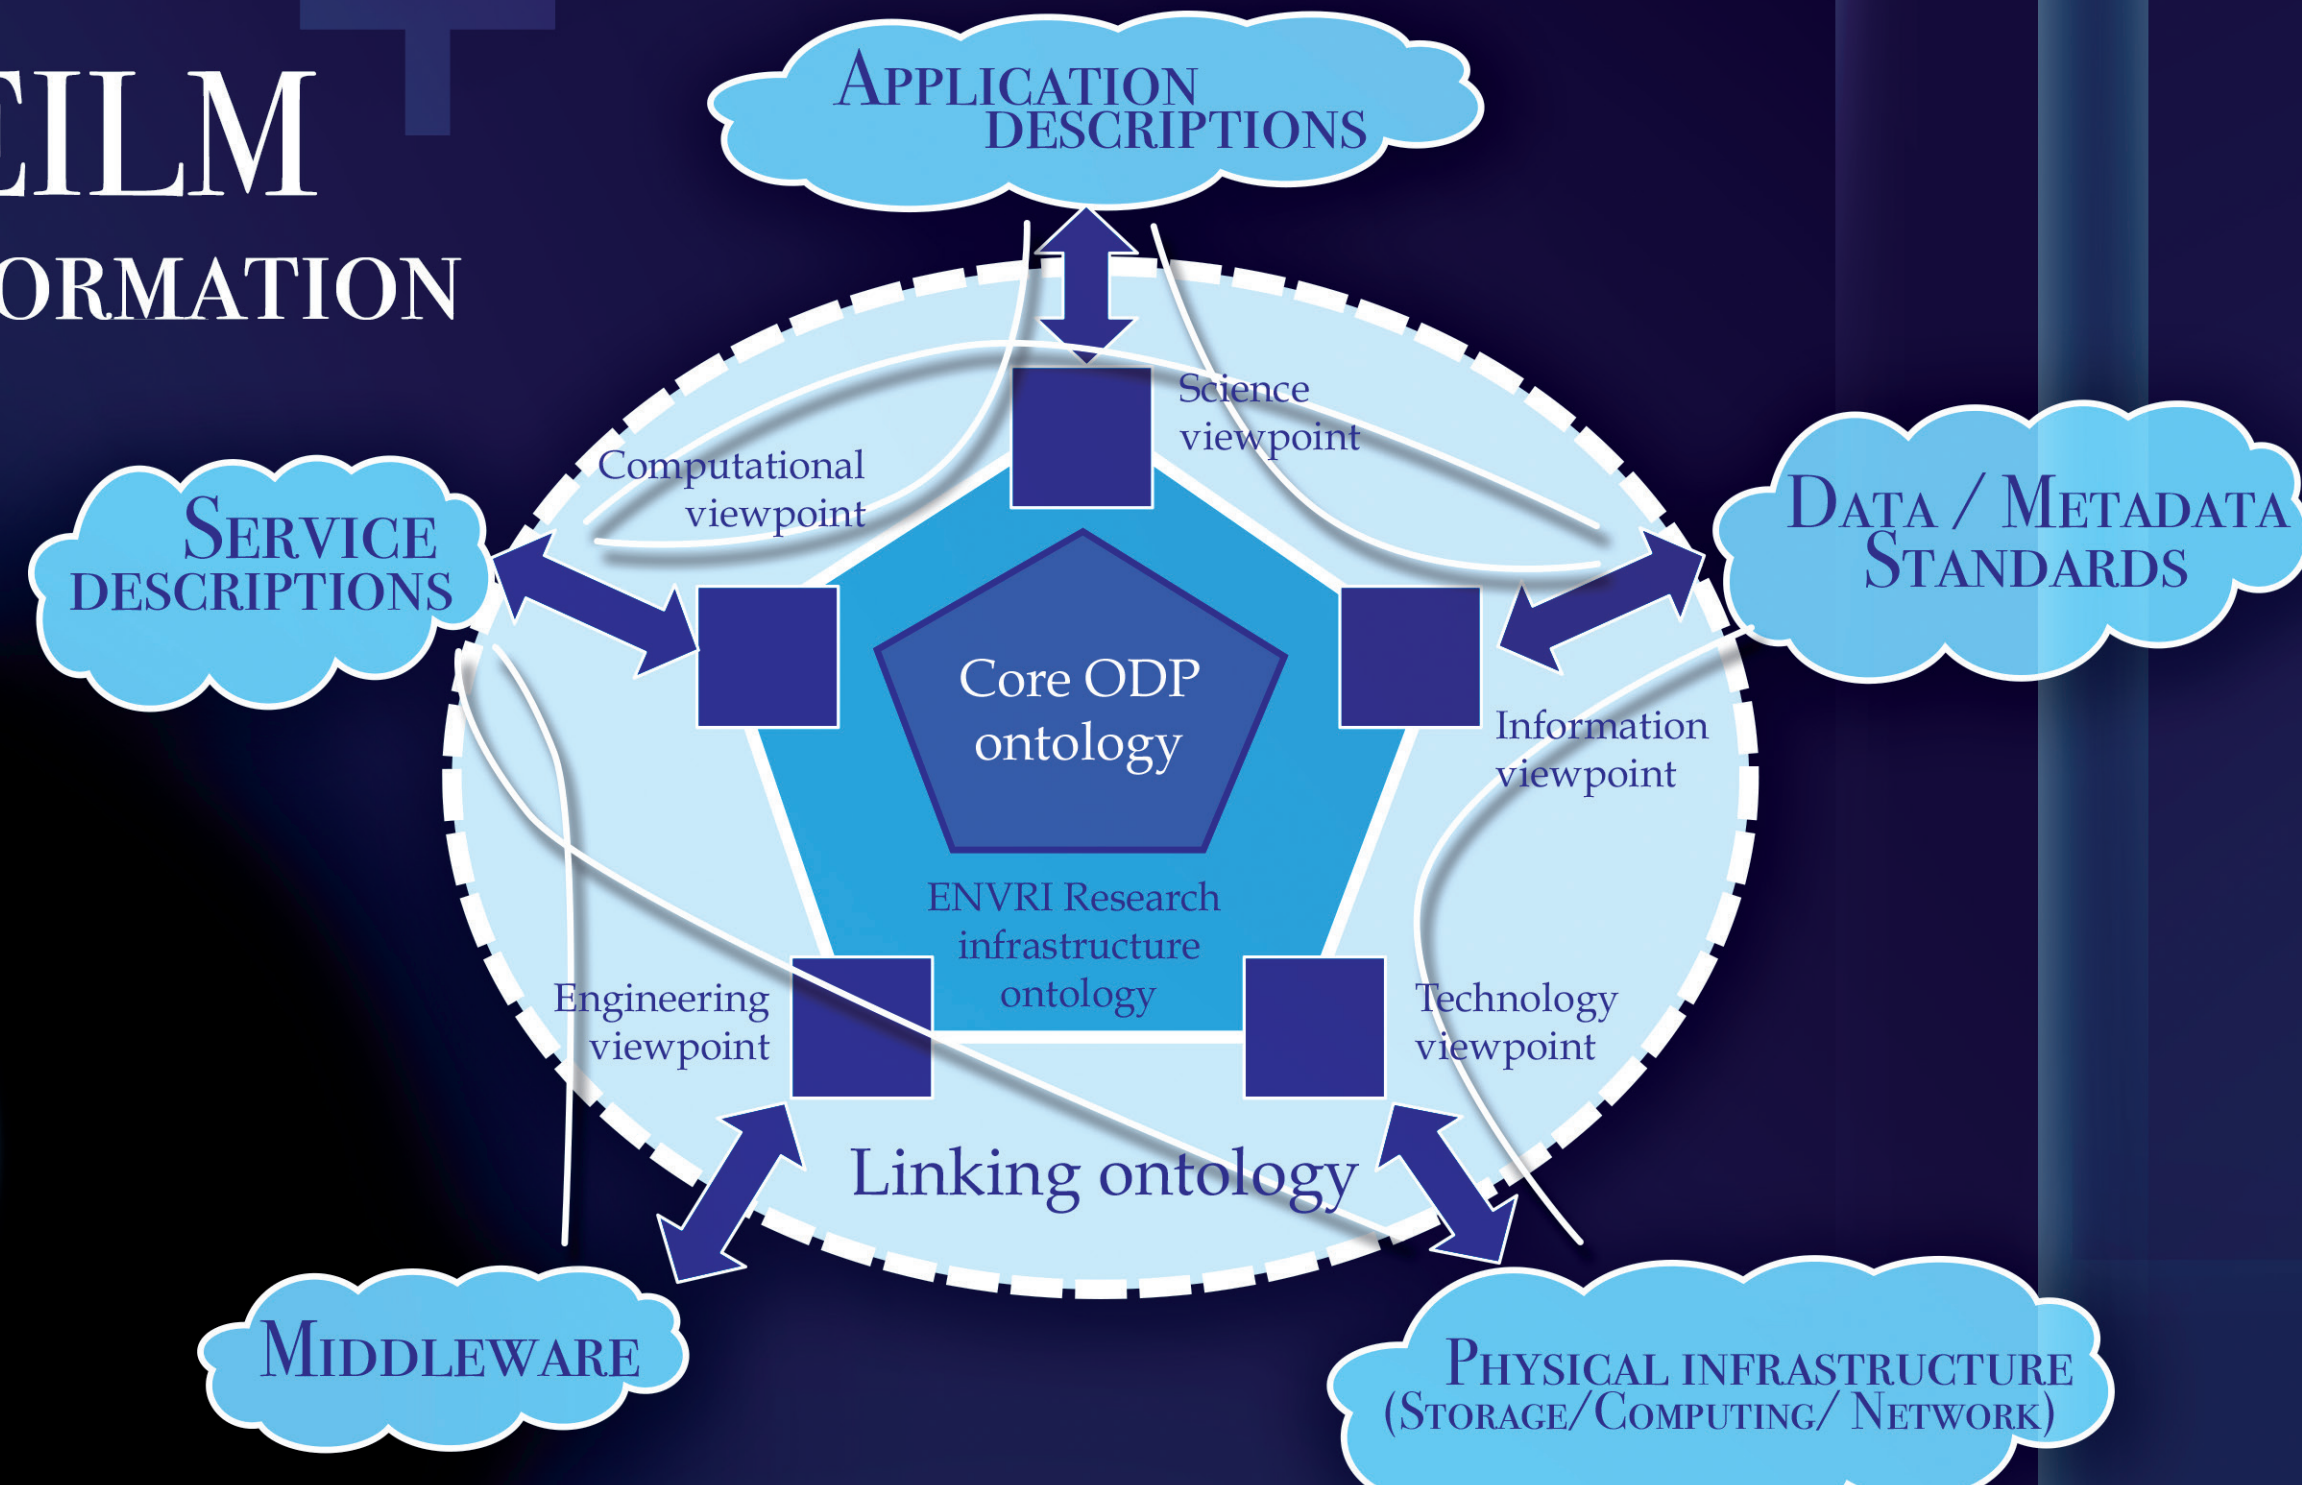 EILM
ORMATION
APPLICATION
DESCRIPTIONS
Science
viewpoint
Computational
viewpoint
SERVICE
DESCRIPTIONS
DATA / METADATA
STANDARDS
Core ODP
ontology
Information
viewpoint
ENVRI Research
infrastructure
ontology
Engineering
viewpoint
Technology
viewpoint
Linking ontology
MIDDLEWARE
PHYSICAL INFRASTRUCTURE
(STORAGE/COMPUTING/ NETWORK)